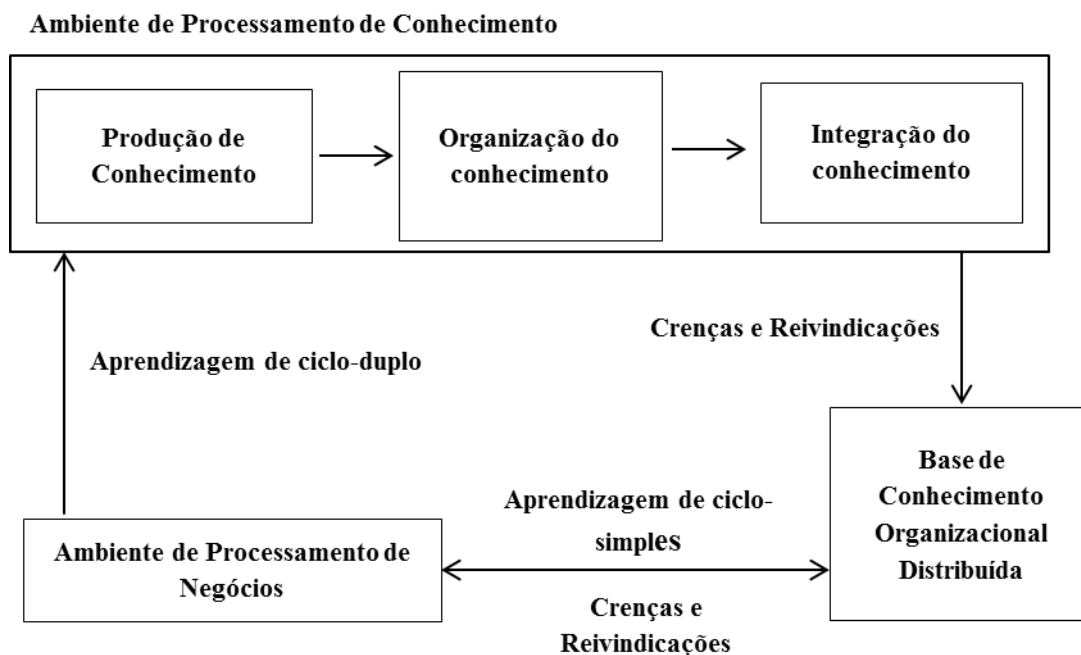 Ambiente de Processamento de Conhecimento
Produção de
Conhecimento
Organização do
conhecimento
Integração do
conhecimento
Crenças e Reivindicações
Aprendizagem de ciclo-duplo
Base de
Conhecimento
Organizacional
Distribuída
Aprendizagem de ciclo-
simples
Ambiente de Processamento de
Negócios
Crenças e
Reivindicações